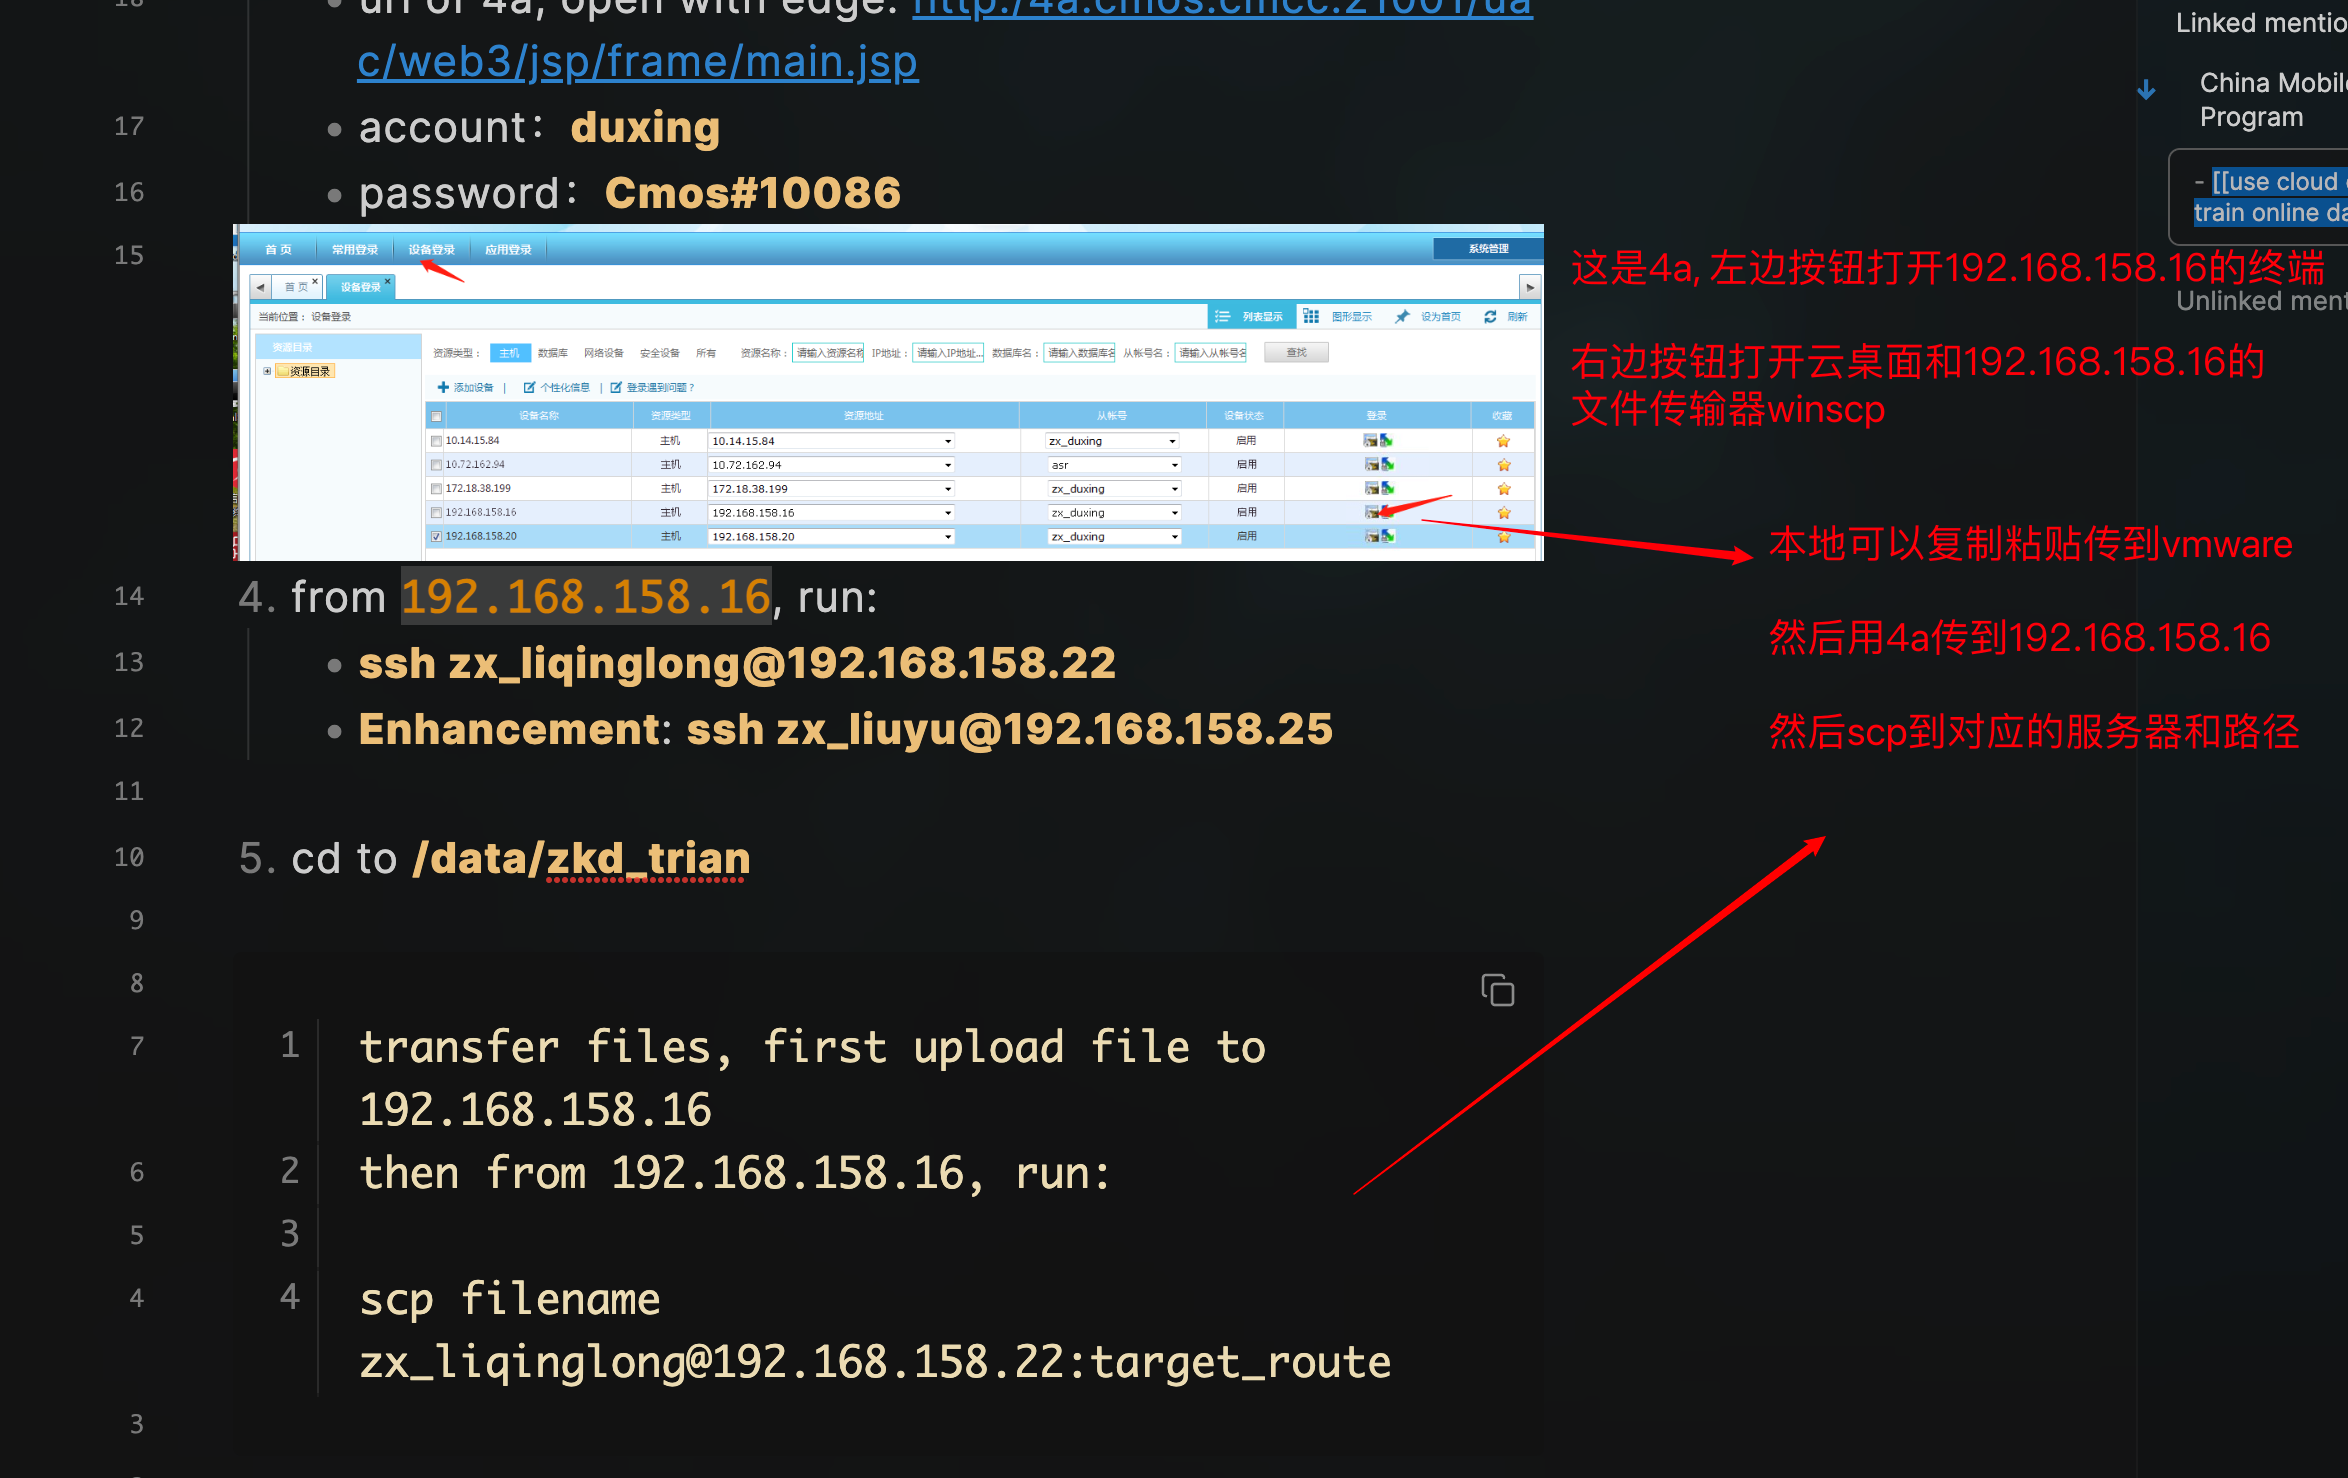 url of 4a, open with edge: http:/4a.cmos.cmcc:21001/ua
c/web3/jsp/frame/main.jsp
17
account: duxing
16
password: Cmos#10086
15
首 页 常用登录 设备登录 应用登录 系统管理
首 页 设备登录
当前位置： 设备登录 列表显示 图形显示 设为首页 刷新
资源目录
资源目录
资源类型： 主机 数据库 网络设备 安全设备 所有 资源名称： 请输入资源名称 IP地址： 请输入IP地址... 数据库名： 请输入数据库名 从帐号名： 请输入从帐号名 查找
添加设备 | 个性化信息 | 登录遇到问题？
设备名称 资源类型 资源地址 从帐号 设备状态 登录 收藏
10.14.15.84 主机 10.14.15.84 zx_duxing 启用
10.72.162.94 主机 10.72.162.94 asr 启用
172.18.38.199 主机 172.18.38.199 zx_duxing 启用
192.168.158.16 主机 192.168.158.16 zx_duxing 启用
192.168.158.20 主机 192.168.158.20 zx_duxing 启用
14
4. from 192.168.158.16, run:
13
ssh zx_liqinglong@192.168.158.22
12
Enhancement: ssh zx_liuyu@192.168.158.25
11
10
5. cd to /data/zkd_trian
9
8
7
1 transfer files, first upload file to
192.168.158.16
6
2 then from 192.168.158.16, run:
5
3
4
4 scp filename
zx_liqinglong@192.168.158.22:target_route
3
这是4a, 左边按钮打开192.168.158.16的终端
右边按钮打开云桌面和192.168.158.16的
文件传输器winscp
本地可以复制粘贴传到vmware
然后用4a传到192.168.158.16
然后scp到对应的服务器和路径
Linked mentio
China Mobile
Program
- [[use cloud
train online da
Unlinked ment